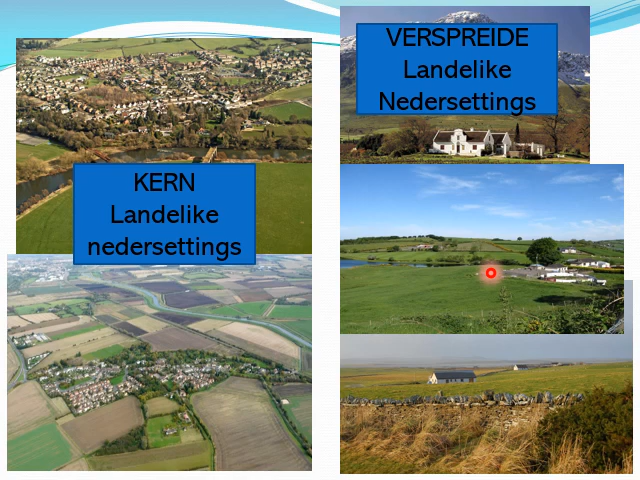 KERN
Landelike
nedersettings
VERSPREIDE
Landelike
Nedersettings